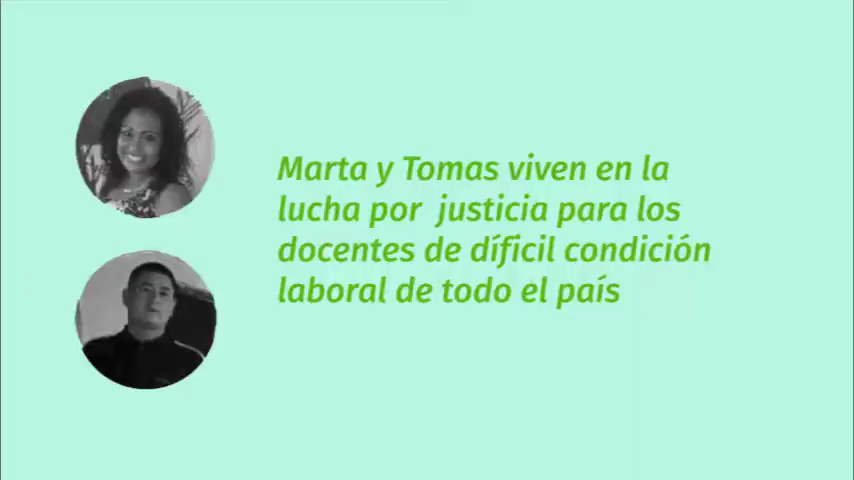 Marta y Tomas viven en la
lucha por  justicia para los
docentes de díficil condición
laboral de todo el país